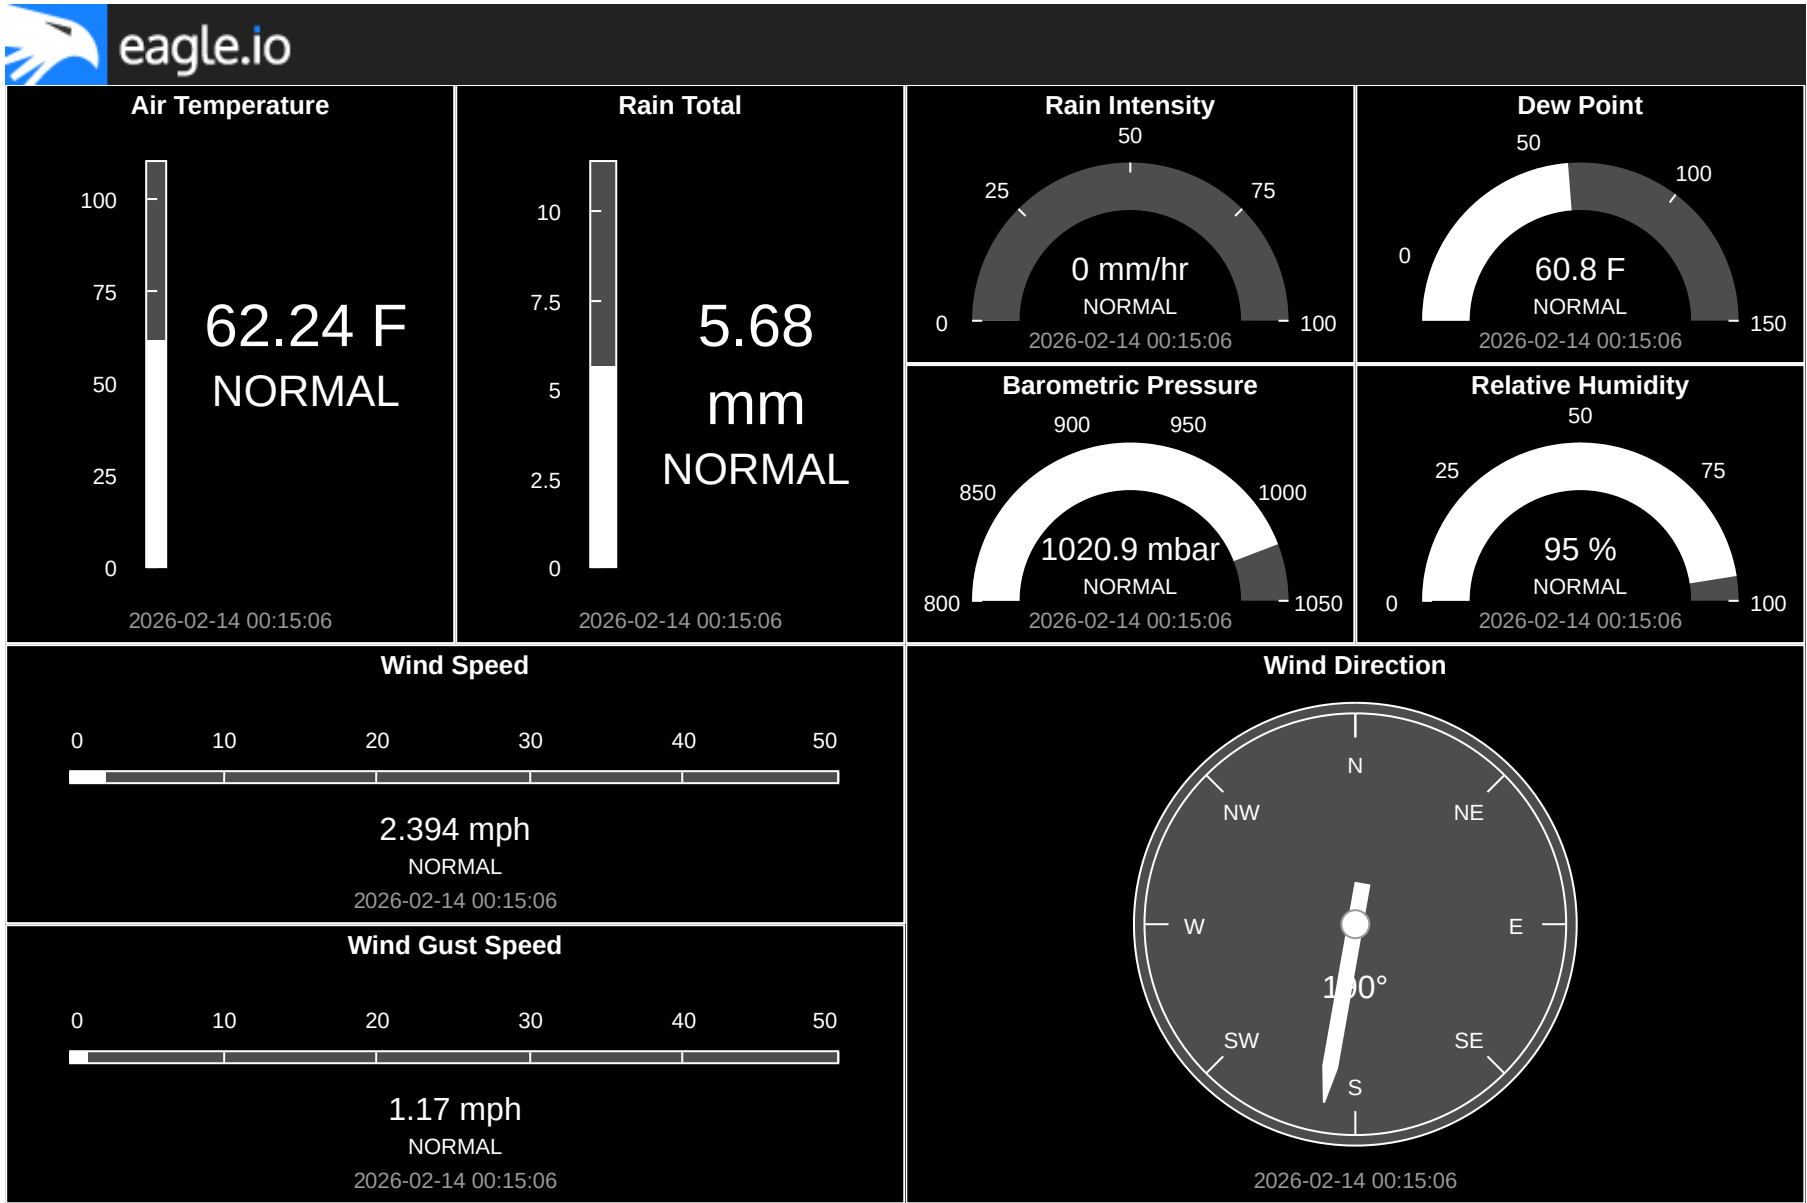 eagle.io
Air Temperature
100
75
50
25
0
62.24 F
NORMAL
2026-02-14 00:15:06
Rain Total
10
7.5
5
2.5
0
5.68
mm
NORMAL
2026-02-14 00:15:06
Rain Intensity
0
25
50
75
100
0 mm/hr
NORMAL
2026-02-14 00:15:06
Dew Point
0
50
100
150
60.8 F
NORMAL
2026-02-14 00:15:06
Barometric Pressure
800
850
900
950
1000
1050
1020.9 mbar
NORMAL
2026-02-14 00:15:06
Relative Humidity
0
25
50
75
100
95 %
NORMAL
2026-02-14 00:15:06
Wind Speed
0 10 20 30 40 50
2.394 mph
NORMAL
2026-02-14 00:15:06
Wind Gust Speed
0 10 20 30 40 50
1.17 mph
NORMAL
2026-02-14 00:15:06
Wind Direction
N
NW NE
W E
190°
SW SE
S
2026-02-14 00:15:06